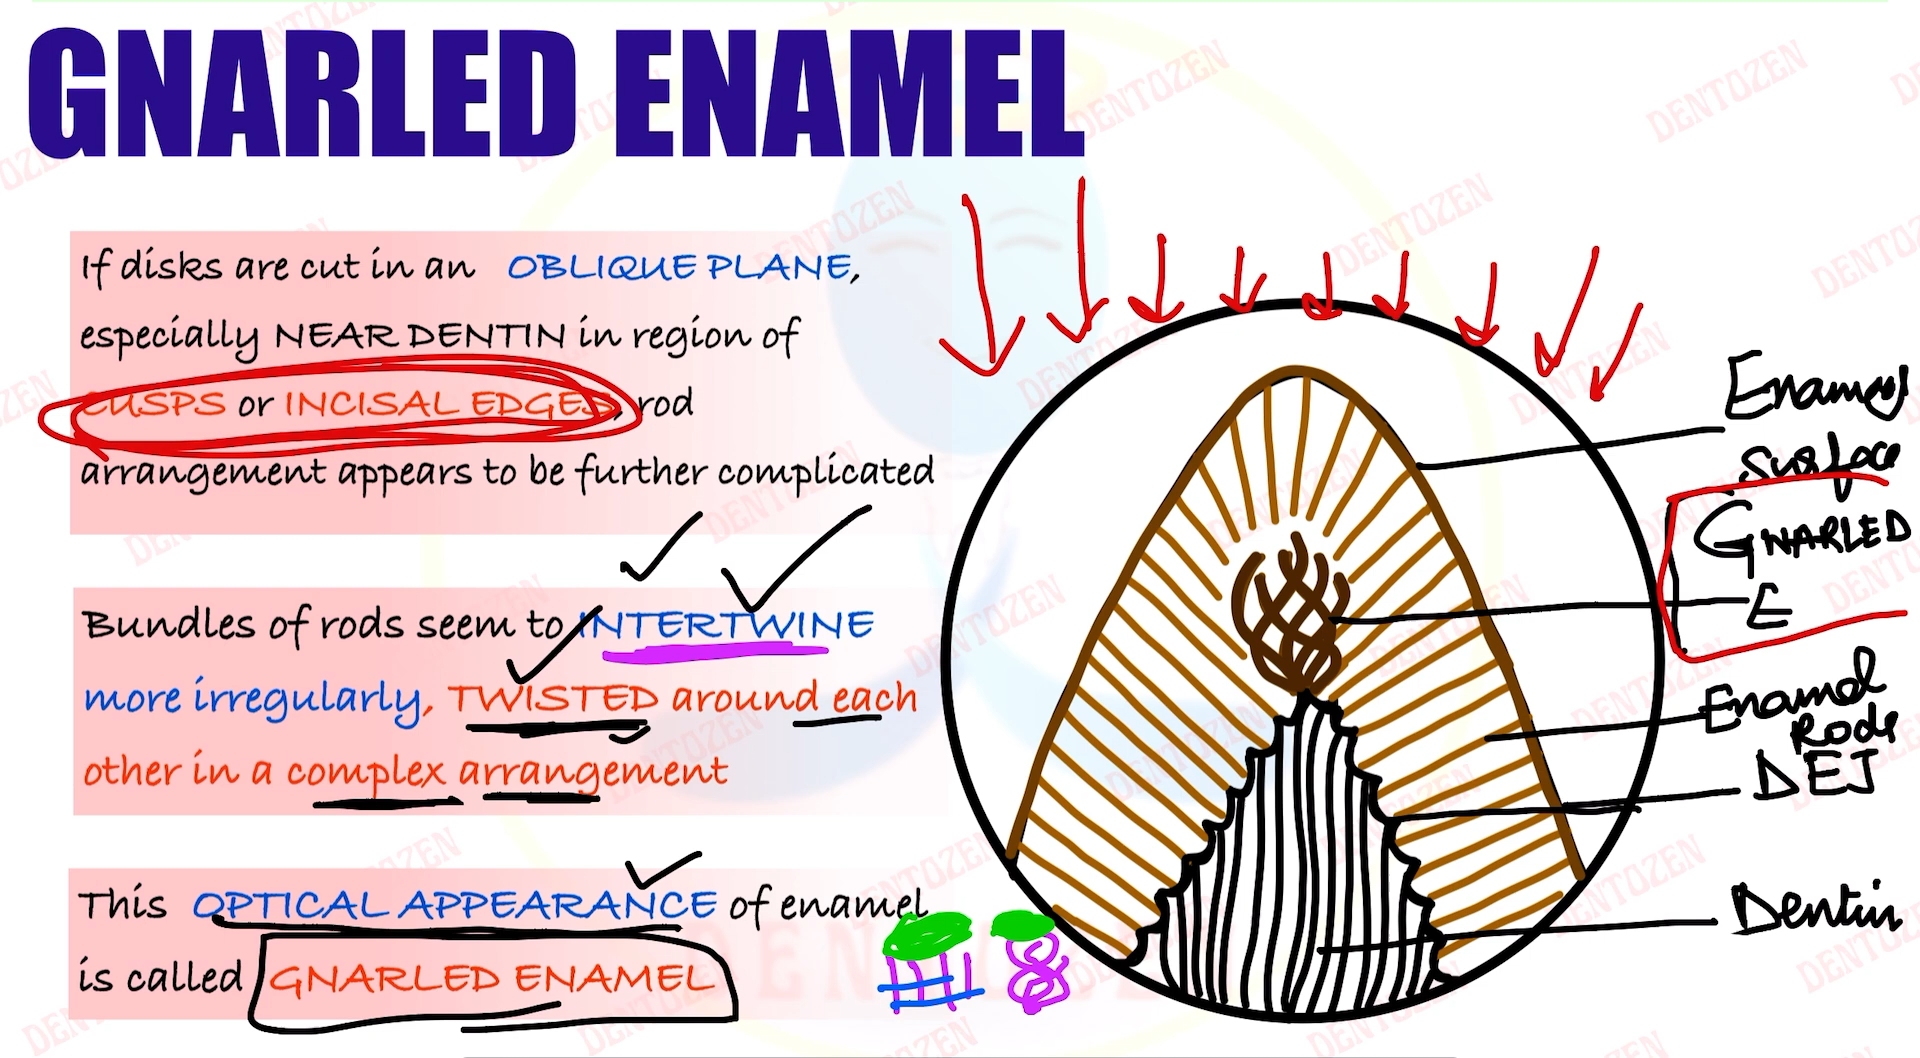 GNARLED ENAMEL
If disks are cut in an OBLIQUE PLANE,
especially NEAR DENTIN in region of
CUSPS or INCISAL EDGES, rod
arrangement appears to be further complicated
Bundles of rods seem to INTERTWINE
more irregularly, TWISTED around each
other in a complex arrangement
This OPTICAL APPEARANCE of enamel
is called GNARLED ENAMEL
Enamel
Surface
GNARLED
E
Enamel
Rods
DEJ
Dentin
DENTOZEN